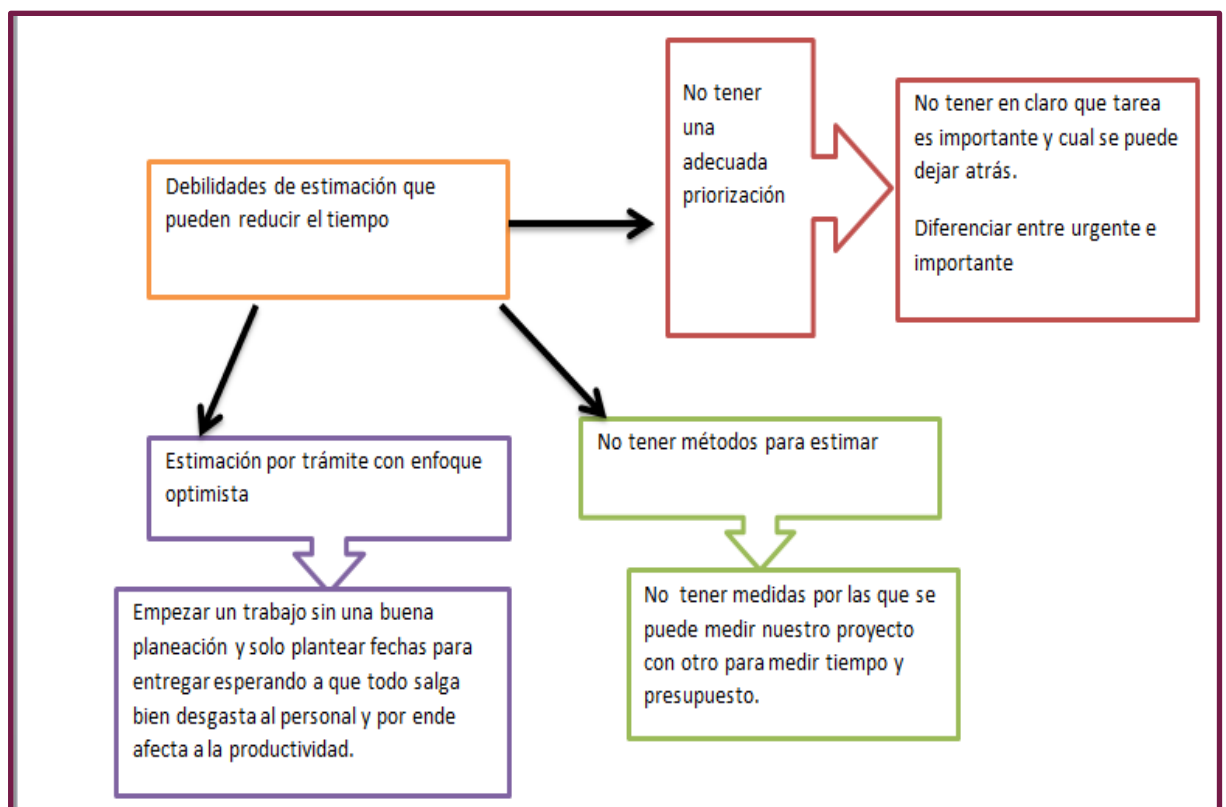 Debilidades de estimación que
pueden reducir el tiempo
No tener
una
adecuada
priorización
No tener en claro que tarea
es importante y cual se puede
dejar atrás.
Diferenciar entre urgente e
importante
Estimación por trámite con enfoque
optimista
Empezar un trabajo sin una buena
planeación y solo plantear fechas para
entregar esperando a que todo salga
bien desgasta al personal y por ende
afecta a la productividad.
No tener métodos para estimar
No tener medidas por las que se
puede medir nuestro proyecto
con otro para medir tiempo y
presupuesto.